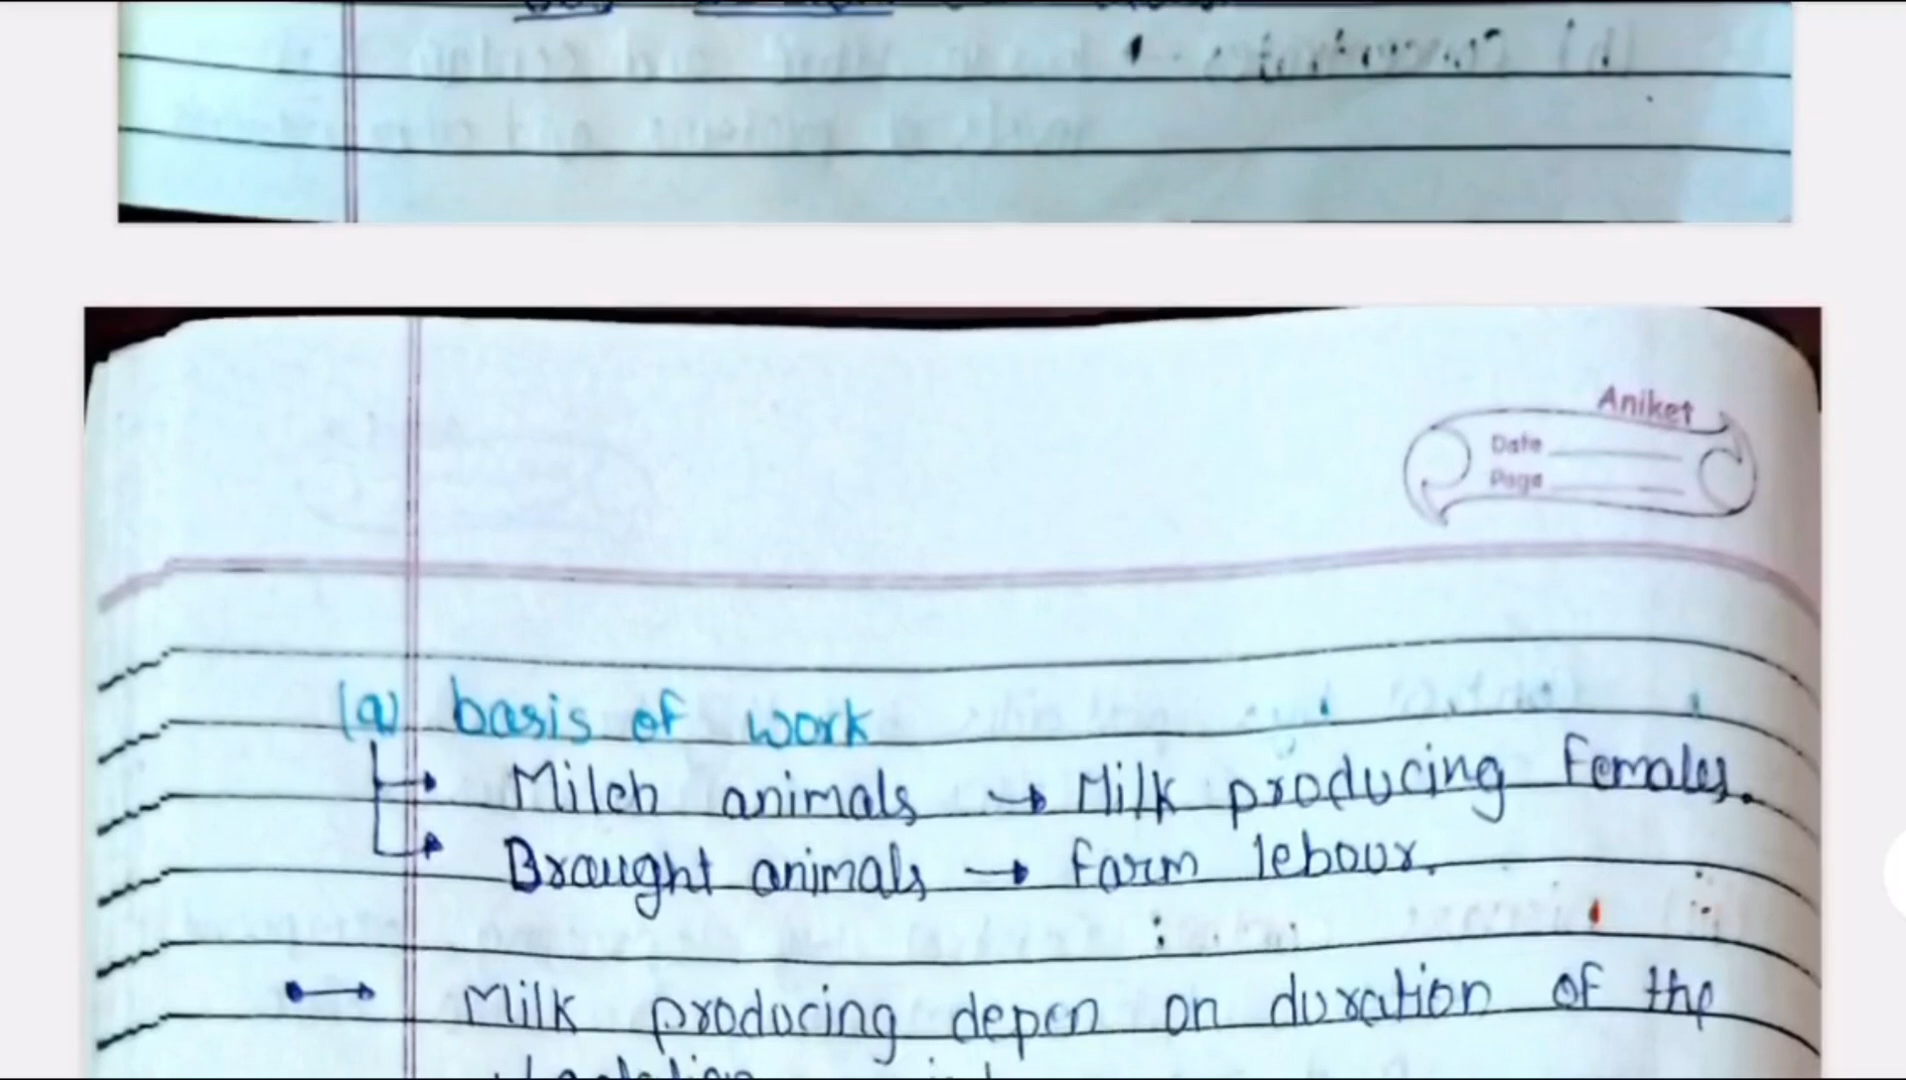 Aniket
Date
Page
(a) basis of work
Milch animals → Milk producing Females.
Braught animals → farm lebour.
Milk producing depen on duration of the